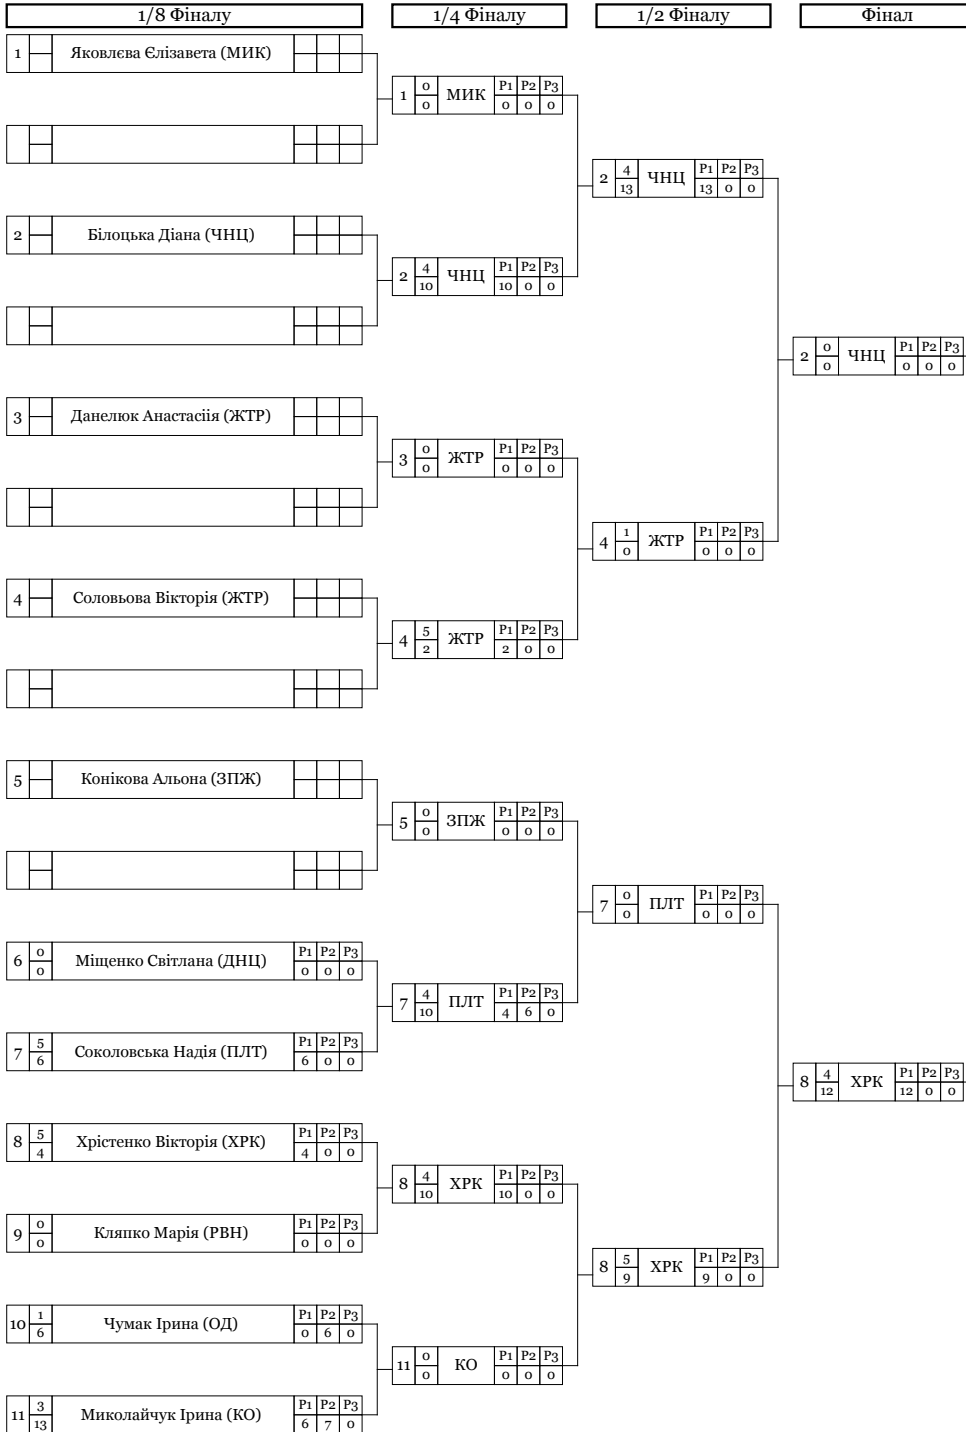 1/8 Фіналу 1/4 Фіналу 1/2 Фіналу Фінал
1 Яковлєва Єлізавета (МИК)
1 0 МИК P1 P2 P3
0 0 0 0
2 4 ЧНЦ P1 P2 P3
13 13 0 0
2 Білоцька Діана (ЧНЦ)
2 4 ЧНЦ P1 P2 P3
10 10 0 0
2 0 ЧНЦ P1 P2 P3
0 0 0 0
3 Данелюк Анастасіія (ЖТР)
3 0 ЖТР P1 P2 P3
0 0 0 0
4 1 ЖТР P1 P2 P3
0 0 0 0
4 Соловьова Вікторія (ЖТР)
4 5 ЖТР P1 P2 P3
2 2 0 0
5 Конікова Альона (ЗПЖ)
5 0 ЗПЖ P1 P2 P3
0 0 0 0
7 0 ПЛТ P1 P2 P3
0 0 0 0
6 0 Міщенко Світлана (ДНЦ) P1 P2 P3
0 0 0 0
7 4 ПЛТ P1 P2 P3
10 4 6 0
7 5 Соколовська Надія (ПЛТ) P1 P2 P3
6 6 0 0
8 4 ХРК P1 P2 P3
12 12 0 0
8 5 Хрістенко Вікторія (ХРК) P1 P2 P3
4 4 0 0
8 4 ХРК P1 P2 P3
10 10 0 0
9 0 Кляпко Марія (РВН) P1 P2 P3
0 0 0 0
8 5 ХРК P1 P2 P3
9 9 0 0
10 1 Чумак Ірина (ОД) P1 P2 P3
6 0 6 0
11 0 КО P1 P2 P3
0 0 0 0
11 3 Миколайчук Ірина (КО) P1 P2 P3
13 6 7 0